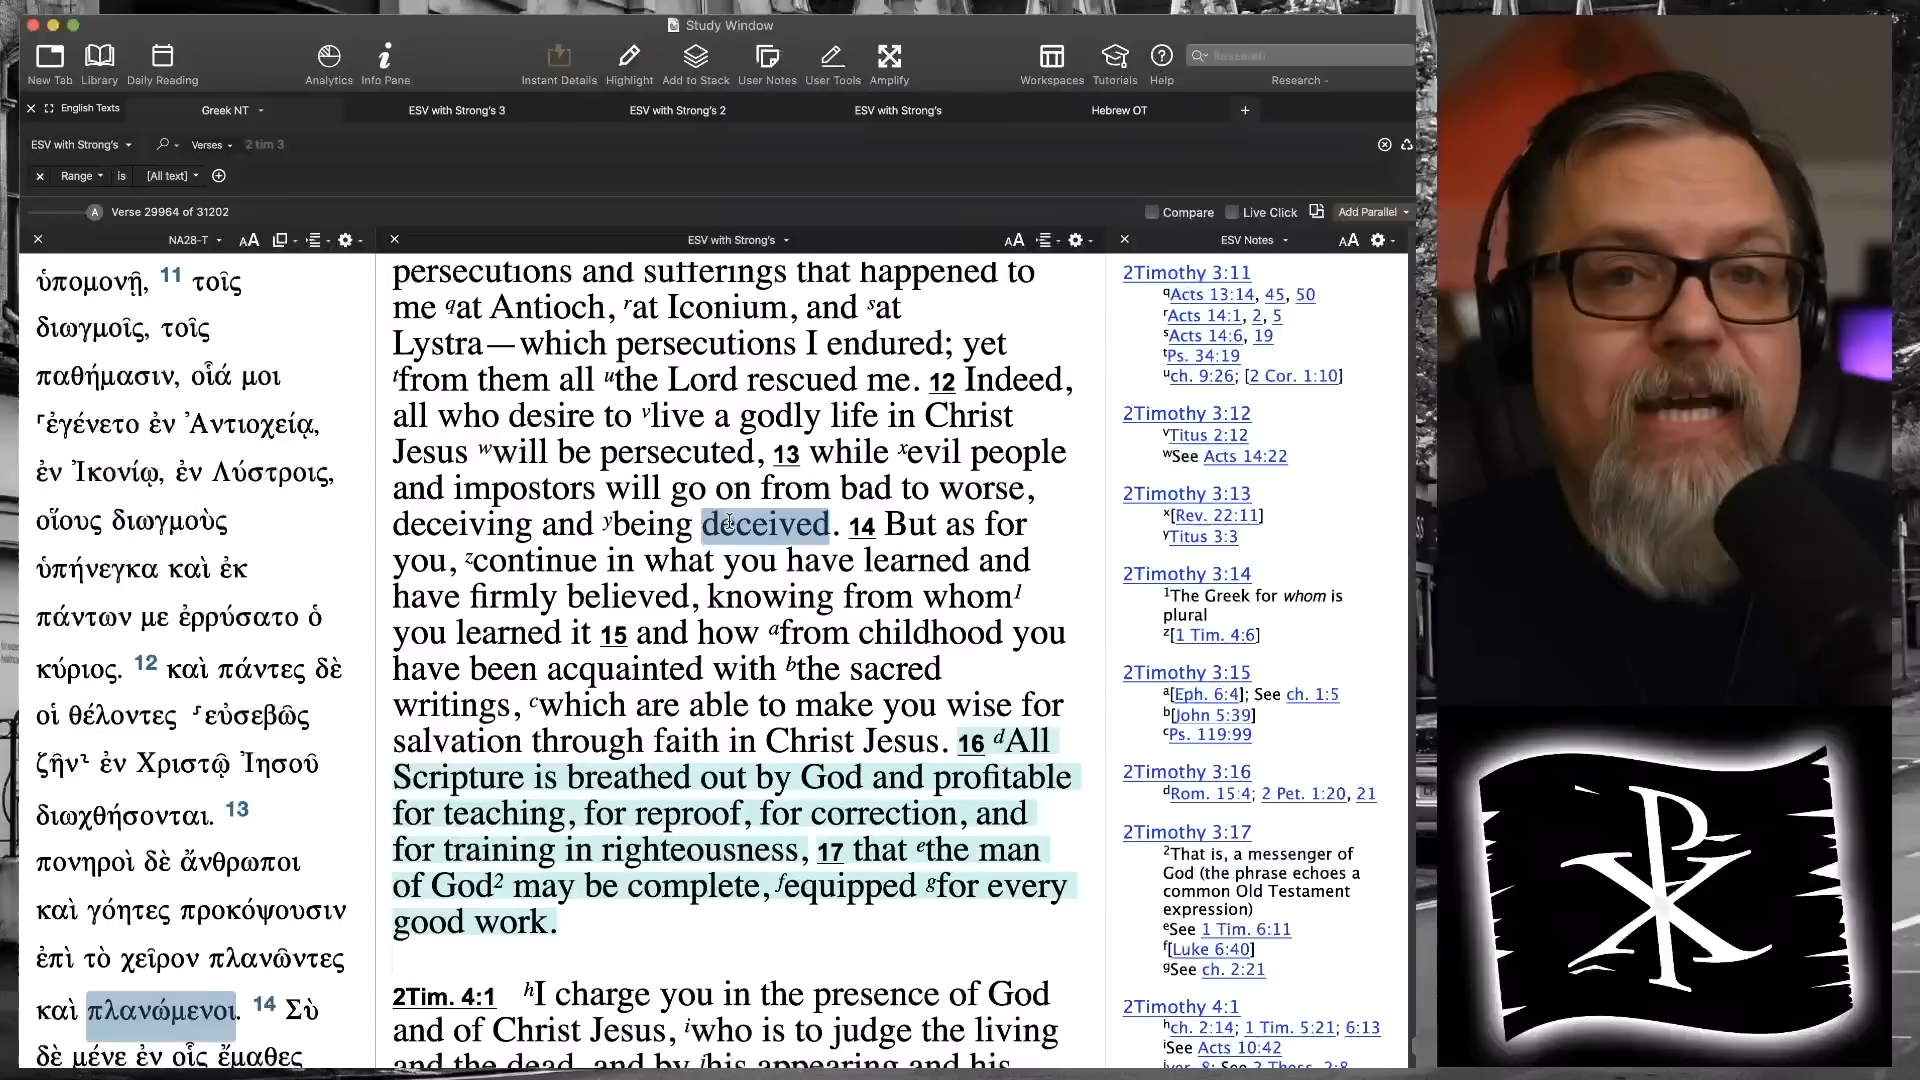 Study Window
New Tab Library Daily Reading Analytics Info Pane Instant Details Highlight Add to Stack User Notes User Tools Amplify Workspaces Tutorials Help Research
Research
English Texts Greek NT ESV with Strong's 3 ESV with Strong's 2 ESV with Strong's Hebrew OT +
ESV with Strong's Verses 2 tim 3
Range is [All text]
A Verse 29964 of 31202 Compare Live Click Add Parallel
NA28-T AA ESV with Strong's AA ESV Notes AA
ὑπομονῇ, 11 τοῖς
διωγμοῖς, τοῖς
παθήμασιν, οἷά μοι
⸀ἐγένετο ἐν Ἀντιοχείᾳ,
ἐν Ἰκονίῳ, ἐν Λύστροις,
οἵους διωγμοὺς
ὑπήνεγκα καὶ ἐκ
πάντων με ἐρρύσατο ὁ
κύριος. 12 καὶ πάντες δὲ
οἱ θέλοντες ⸂εὐσεβῶς
ζῆν⸃ ἐν Χριστῷ Ἰησοῦ
διωχθήσονται. 13
πονηροὶ δὲ ἄνθρωποι
καὶ γόητες προκόψουσιν
ἐπὶ τὸ χεῖρον πλανῶντες
καὶ πλανώμενοι. 14 Σὺ
δὲ μένε ἐν οἷς ἔμαθες
persecutions and sufferings that happened to
me qat Antioch, rat Iconium, and sat
Lystra—which persecutions I endured; yet
tfrom them all uthe Lord rescued me. 12 Indeed,
all who desire to vlive a godly life in Christ
Jesus wwill be persecuted, 13 while xevil people
and impostors will go on from bad to worse,
deceiving and ybeing deceived. 14 But as for
you, zcontinue in what you have learned and
have firmly believed, knowing from whom1
you learned it 15 and how afrom childhood you
have been acquainted with bthe sacred
writings, cwhich are able to make you wise for
salvation through faith in Christ Jesus. 16 dAll
Scripture is breathed out by God and profitable
for teaching, for reproof, for correction, and
for training in righteousness, 17 that ethe man
of God2 may be complete, fequipped gfor every
good work.
2Tim. 4:1 hI charge you in the presence of God
and of Christ Jesus, iwho is to judge the living
and the dead, and by jhis appearing and his
2Timothy 3:11
qActs 13:14, 45, 50
rActs 14:1, 2, 5
sActs 14:6, 19
tPs. 34:19
uch. 9:26; [2 Cor. 1:10]
2Timothy 3:12
vTitus 2:12
wSee Acts 14:22
2Timothy 3:13
x[Rev. 22:11]
yTitus 3:3
2Timothy 3:14
1The Greek for whom is
plural
z[1 Tim. 4:6]
2Timothy 3:15
a[Eph. 6:4]; See ch. 1:5
b[John 5:39]
cPs. 119:99
2Timothy 3:16
dRom. 15:4; 2 Pet. 1:20, 21
2Timothy 3:17
2That is, a messenger of
God (the phrase echoes a
common Old Testament
expression)
eSee 1 Tim. 6:11
f[Luke 6:40]
gSee ch. 2:21
2Timothy 4:1
hch. 2:14; 1 Tim. 5:21; 6:13
iSee Acts 10:42
jver. 8; See 2 Thess. 2:8